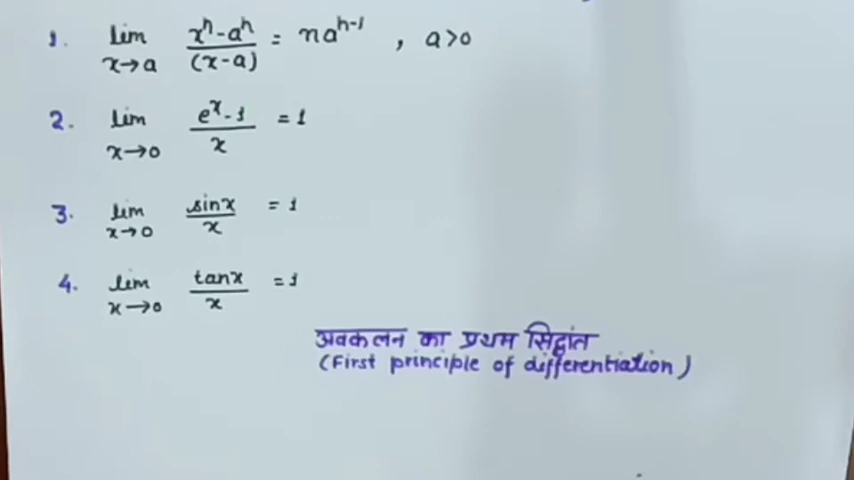 1. lim x→a (xⁿ-aⁿ)/(x-a) = naⁿ⁻¹ , a>0
2. lim x→0 (eˣ-1)/x = 1
3. lim x→0 sinx/x = 1
4. lim x→0 tanx/x = 1
अवकलन का प्रथम सिद्धांत
(First principle of differentiation)